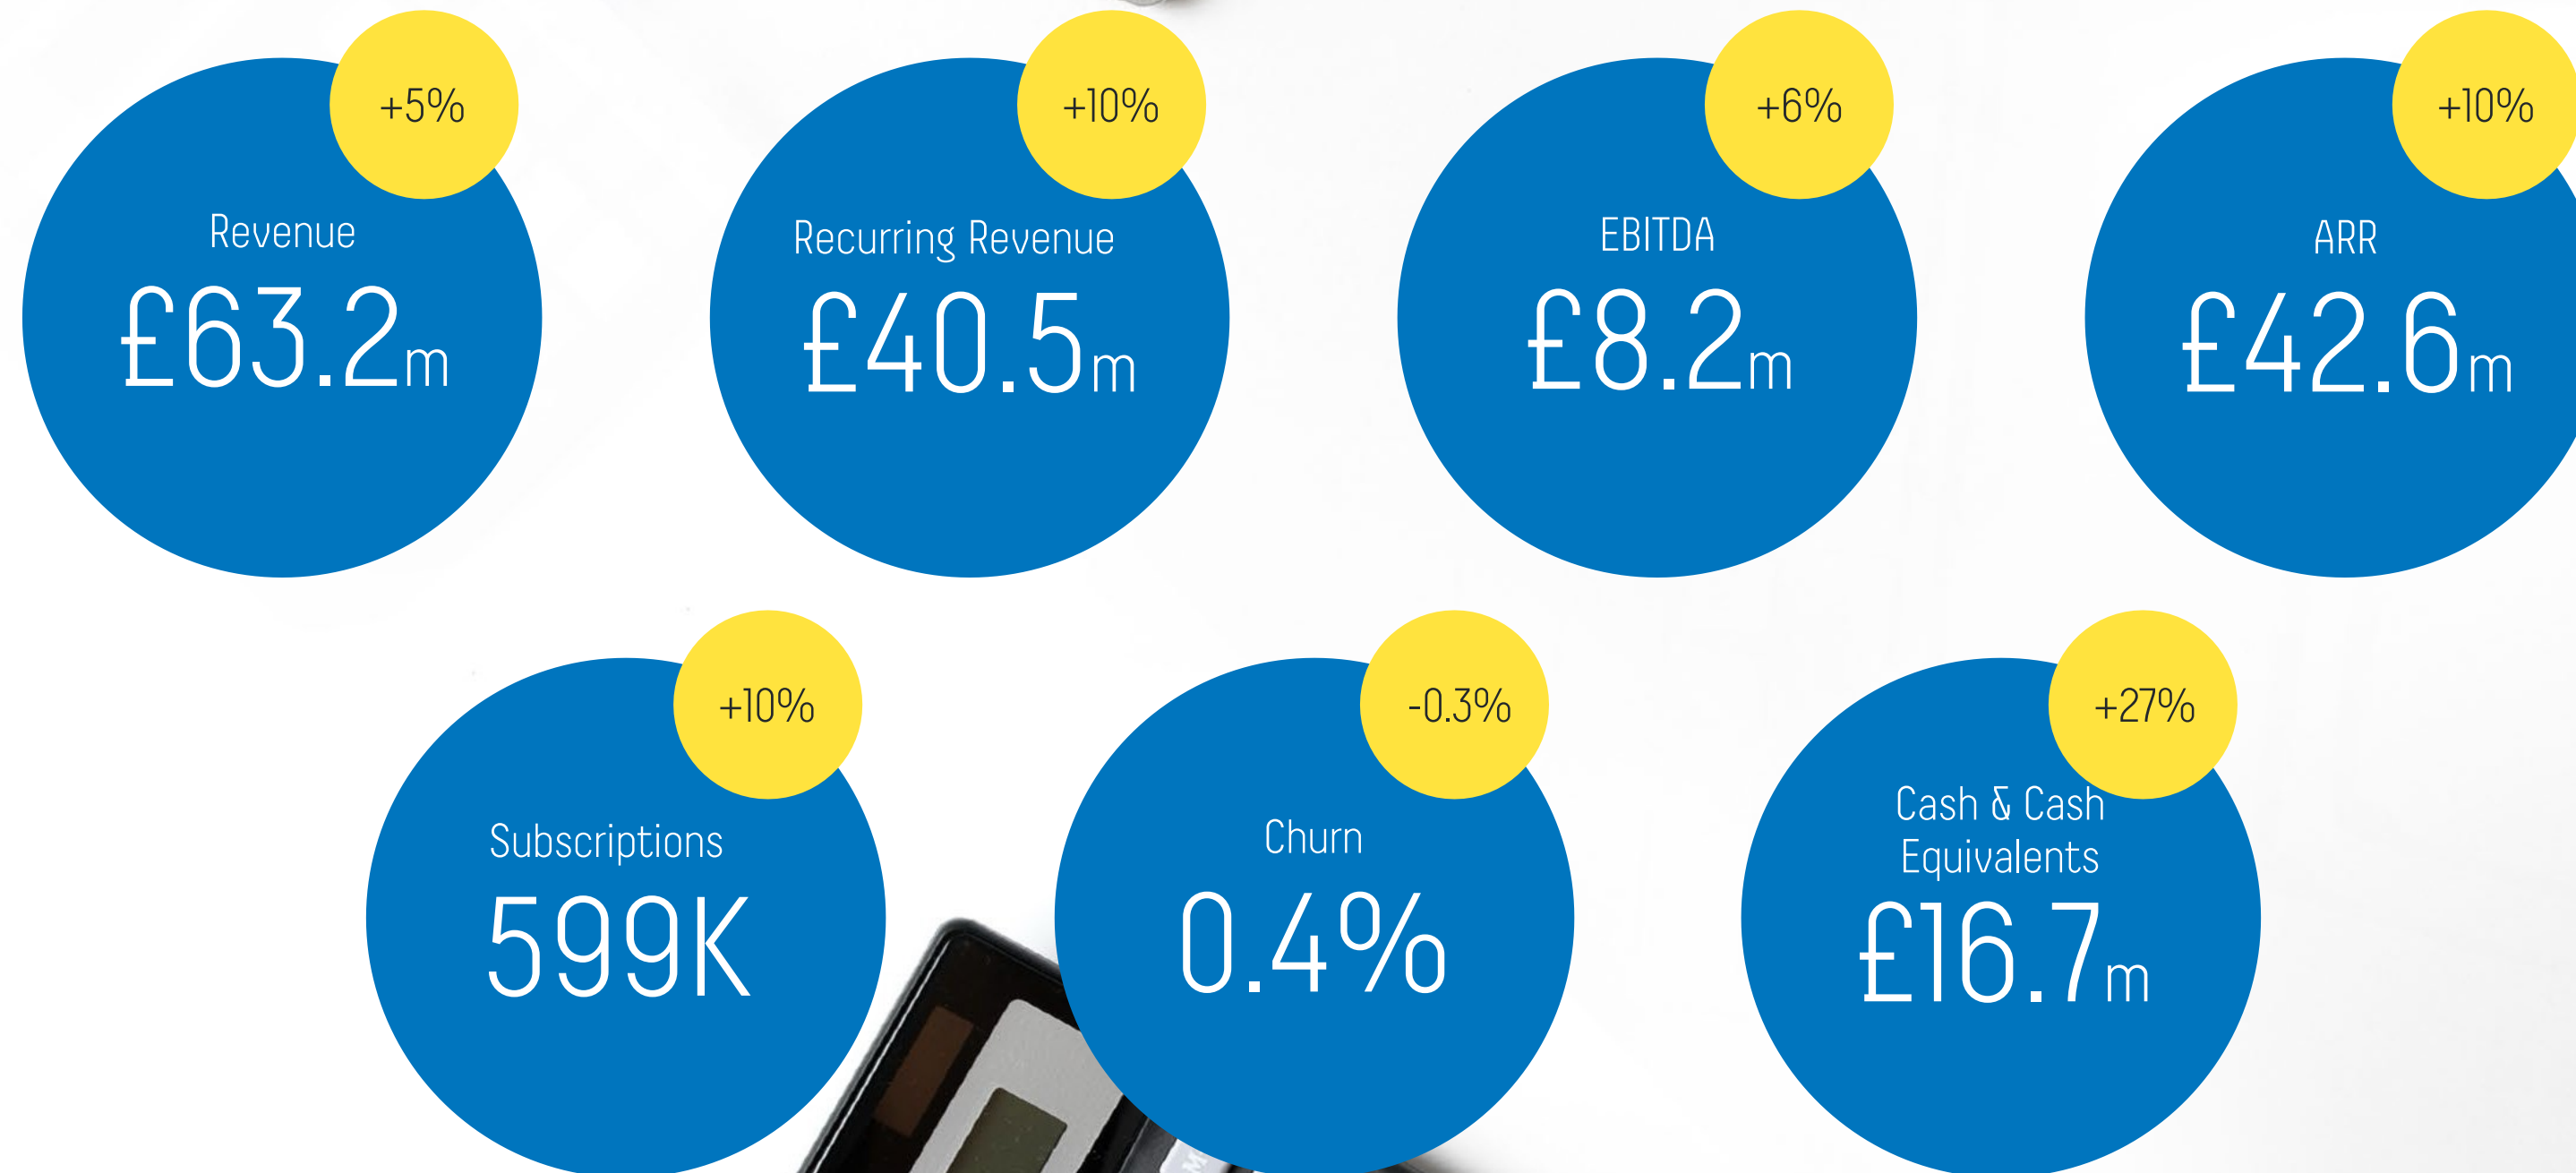 +5%
Revenue
£63.2m
+10%
Recurring Revenue
£40.5m
+6%
EBITDA
£8.2m
+10%
ARR
£42.6m
+10%
Subscriptions
599K
-0.3%
Churn
0.4%
+27%
Cash & Cash
Equivalents
£16.7m
M